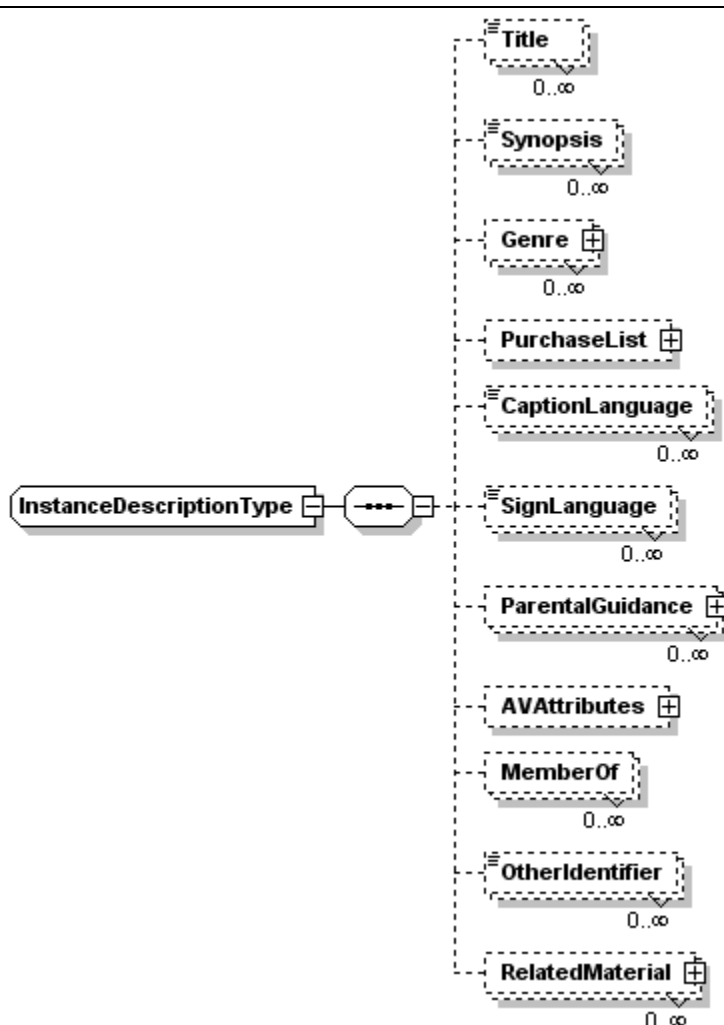 Title
0..∞
Synopsis
0..∞
Genre
0..∞
PurchaseList
CaptionLanguage
0..∞
InstanceDescriptionType
SignLanguage
0..∞
ParentalGuidance
0..∞
AVAttributes
MemberOf
0..∞
OtherIdentifier
0..∞
RelatedMaterial
0..∞